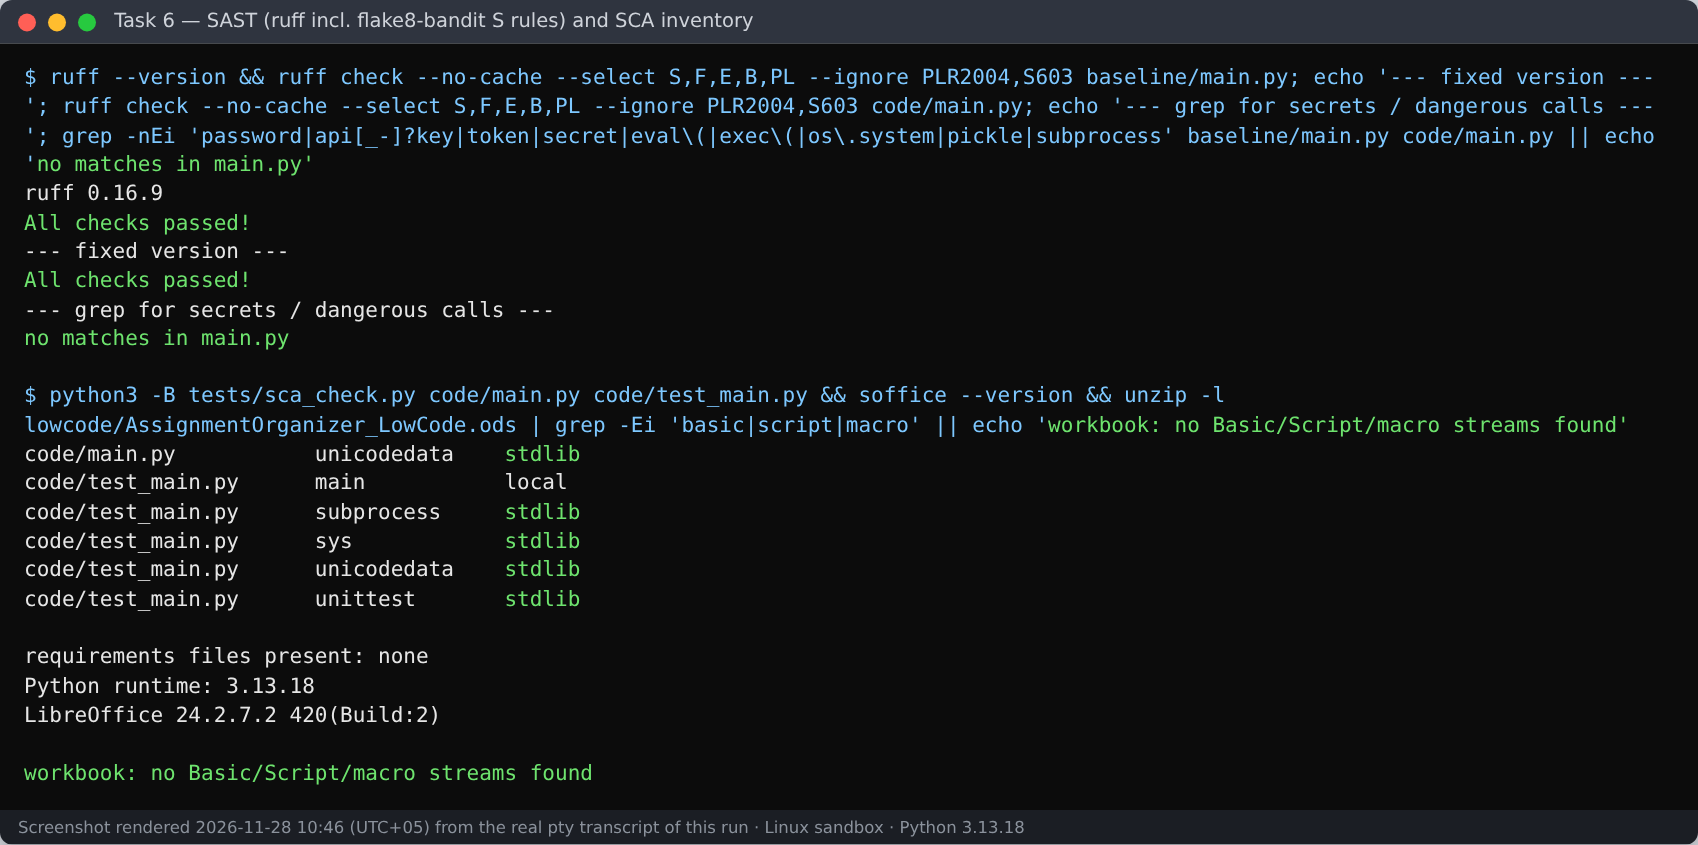 Task 6 — SAST (ruff incl. flake8-bandit S rules) and SCA inventory
$ ruff --version && ruff check --no-cache --select S,F,E,B,PL --ignore PLR2004,S603 baseline/main.py; echo '--- fixed version ---
'; ruff check --no-cache --select S,F,E,B,PL --ignore PLR2004,S603 code/main.py; echo '--- grep for secrets / dangerous calls ---
'; grep -nEi 'password|api[_-]?key|token|secret|eval\(|exec\(|os\.system|pickle|subprocess' baseline/main.py code/main.py || echo
'no matches in main.py'
ruff 0.16.9
All checks passed!
--- fixed version ---
All checks passed!
--- grep for secrets / dangerous calls ---
no matches in main.py
$ python3 -B tests/sca_check.py code/main.py code/test_main.py && soffice --version && unzip -l
lowcode/AssignmentOrganizer_LowCode.ods | grep -Ei 'basic|script|macro' || echo 'workbook: no Basic/Script/macro streams found'
code/main.py           unicodedata    stdlib
code/test_main.py      main           local
code/test_main.py      subprocess     stdlib
code/test_main.py      sys            stdlib
code/test_main.py      unicodedata    stdlib
code/test_main.py      unittest       stdlib
requirements files present: none
Python runtime: 3.13.18
LibreOffice 24.2.7.2 420(Build:2)
workbook: no Basic/Script/macro streams found
Screenshot rendered 2026-11-28 10:46 (UTC+05) from the real pty transcript of this run · Linux sandbox · Python 3.13.18